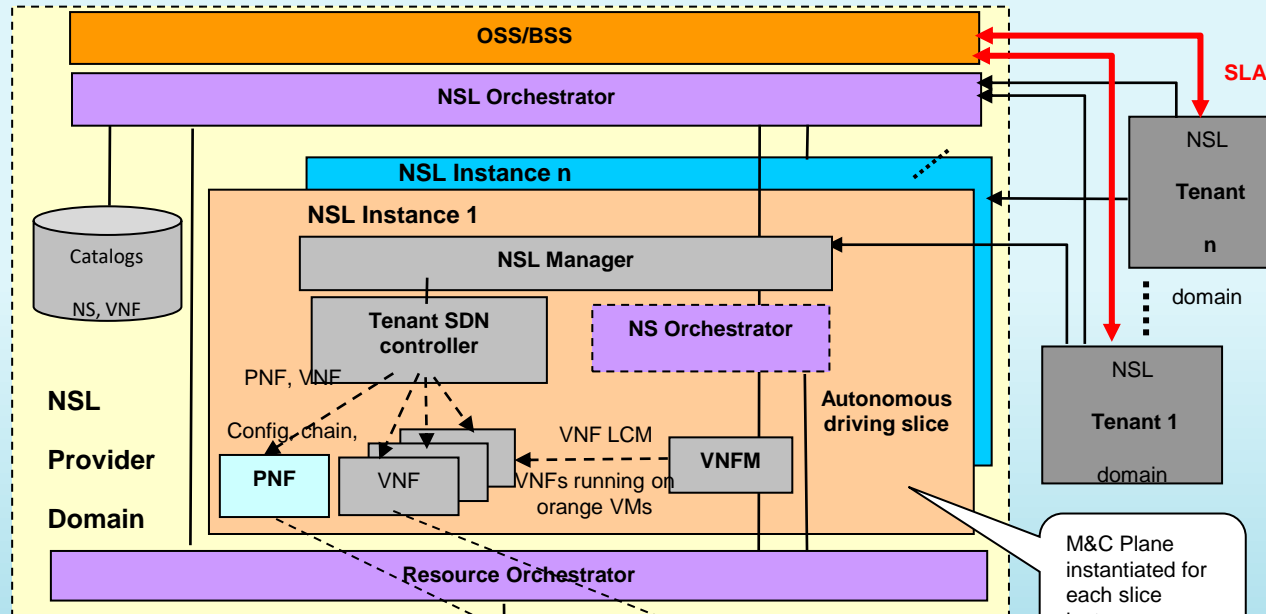 OSS/BSS
SLA
NSL Orchestrator
NSL
Tenant
n
domain
NSL Instance n
NSL Instance 1
NSL Manager
Catalogs
NS, VNF
Tenant SDN
controller
NS Orchestrator
PNF, VNF
Config, chain,
NSL
Provider
Domain
PNF
VNF
VNF LCM
VNFs running on
orange VMs
VNFM
Autonomous
driving slice
NSL
Tenant 1
domain
M&C Plane
instantiated for
each slice
Resource Orchestrator